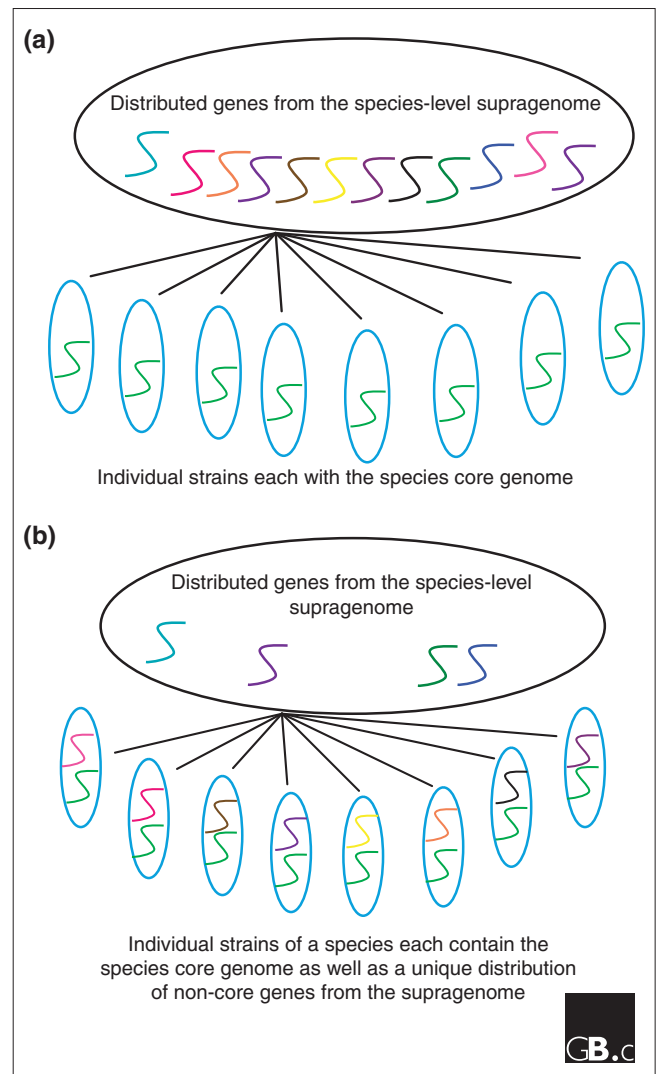 (a)
Distributed genes from the species-level supragenome
Individual strains each with the species core genome
(b)
Distributed genes from the species-level
supragenome
Individual strains of a species each contain the
species core genome as well as a unique distribution
of non-core genes from the supragenome
GB.c